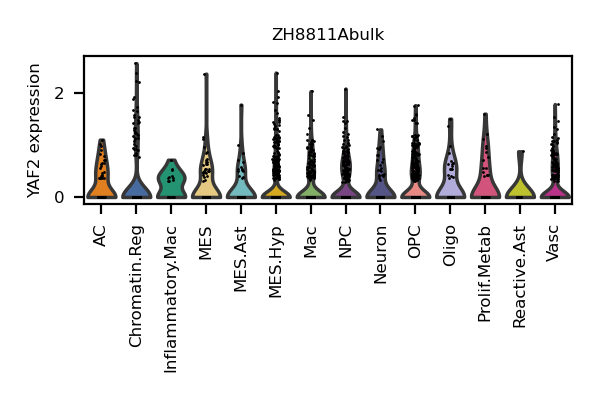 ZH8811Abulk
YAF2 expression
2
0
AC
Chromatin.Reg
Inflammatory.Mac
MES
MES.Ast
MES.Hyp
Mac
NPC
Neuron
OPC
Oligo
Prolif.Metab
Reactive.Ast
Vasc